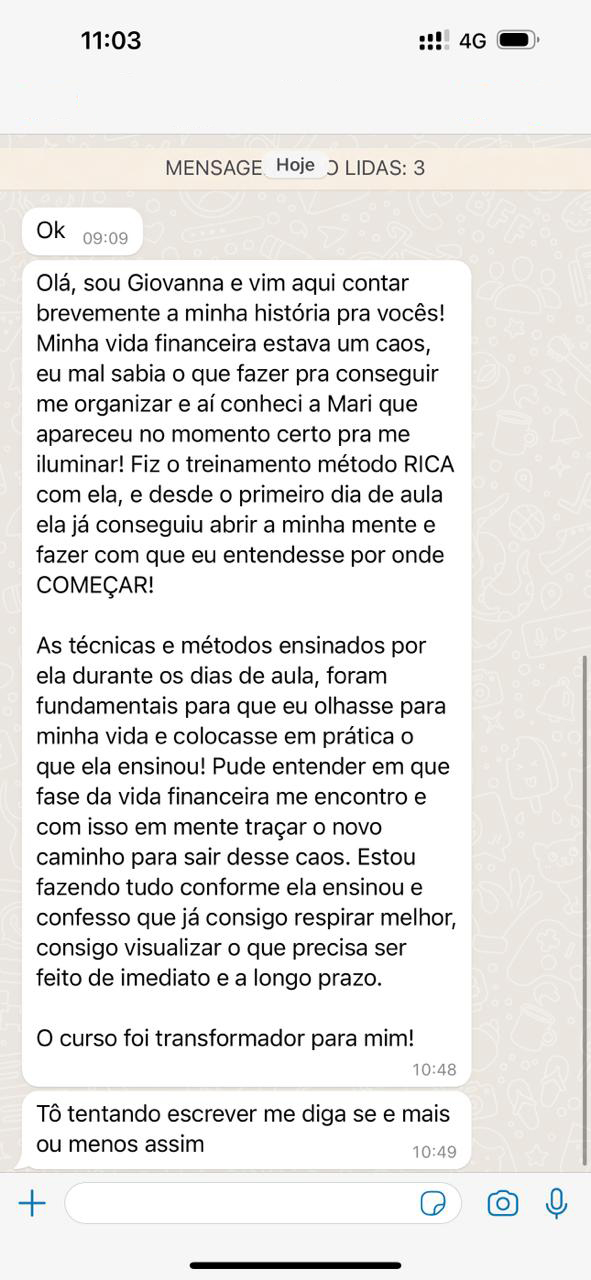 11:03
4G
MENSAGE
Hoje
O LIDAS: 3
Ok
09:09
Olá, sou Giovanna e vim aqui contar
brevemente a minha história pra vocês!
Minha vida financeira estava um caos,
eu mal sabia o que fazer pra conseguir
me organizar e aí conheci a Mari que
apareceu no momento certo pra me
iluminar! Fiz o treinamento método RICA
com ela, e desde o primeiro dia de aula
ela já conseguiu abrir a minha mente e
fazer com que eu entendesse por onde
COMEÇAR!
As técnicas e métodos ensinados por
ela durante os dias de aula, foram
fundamentais para que eu olhasse para
minha vida e colocasse em prática o
que ela ensinou! Pude entender em que
fase da vida financeira me encontro e
com isso em mente traçar o novo
caminho para sair desse caos. Estou
fazendo tudo conforme ela ensinou e
confesso que já consigo respirar melhor,
consigo visualizar o que precisa ser
feito de imediato e a longo prazo.
O curso foi transformador para mim!
10:48
Tô tentando escrever me diga se e mais
ou menos assim
10:49